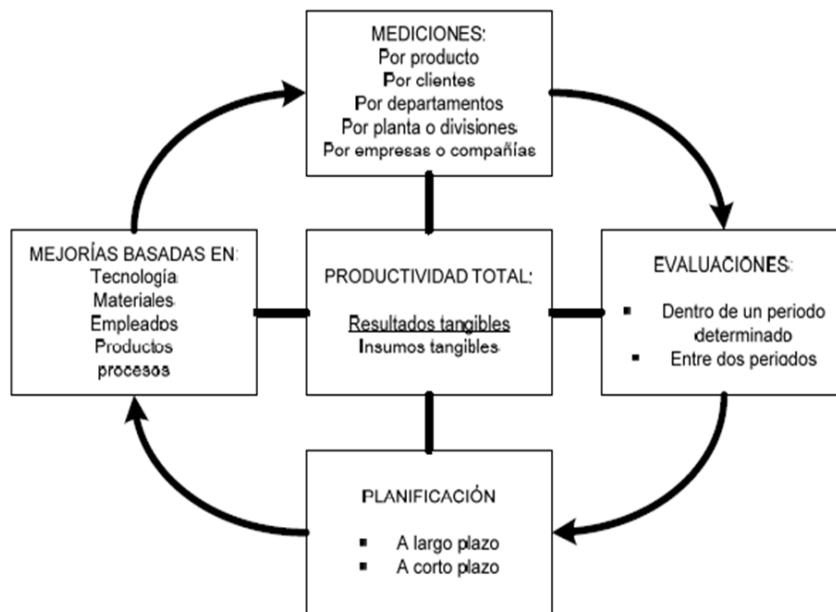 MEDICIONES:
Por producto
Por clientes
Por departamentos
Por planta o divisiones
Por empresas o compañías
MEJORÍAS BASADAS EN:
Tecnología
Materiales
Empleados
Productos
procesos
PRODUCTIVIDAD TOTAL:
Resultados tangibles
Insumos tangibles
EVALUACIONES:
▪ Dentro de un periodo
determinado
▪ Entre dos periodos
PLANIFICACIÓN
▪ A largo plazo
▪ A corto plazo